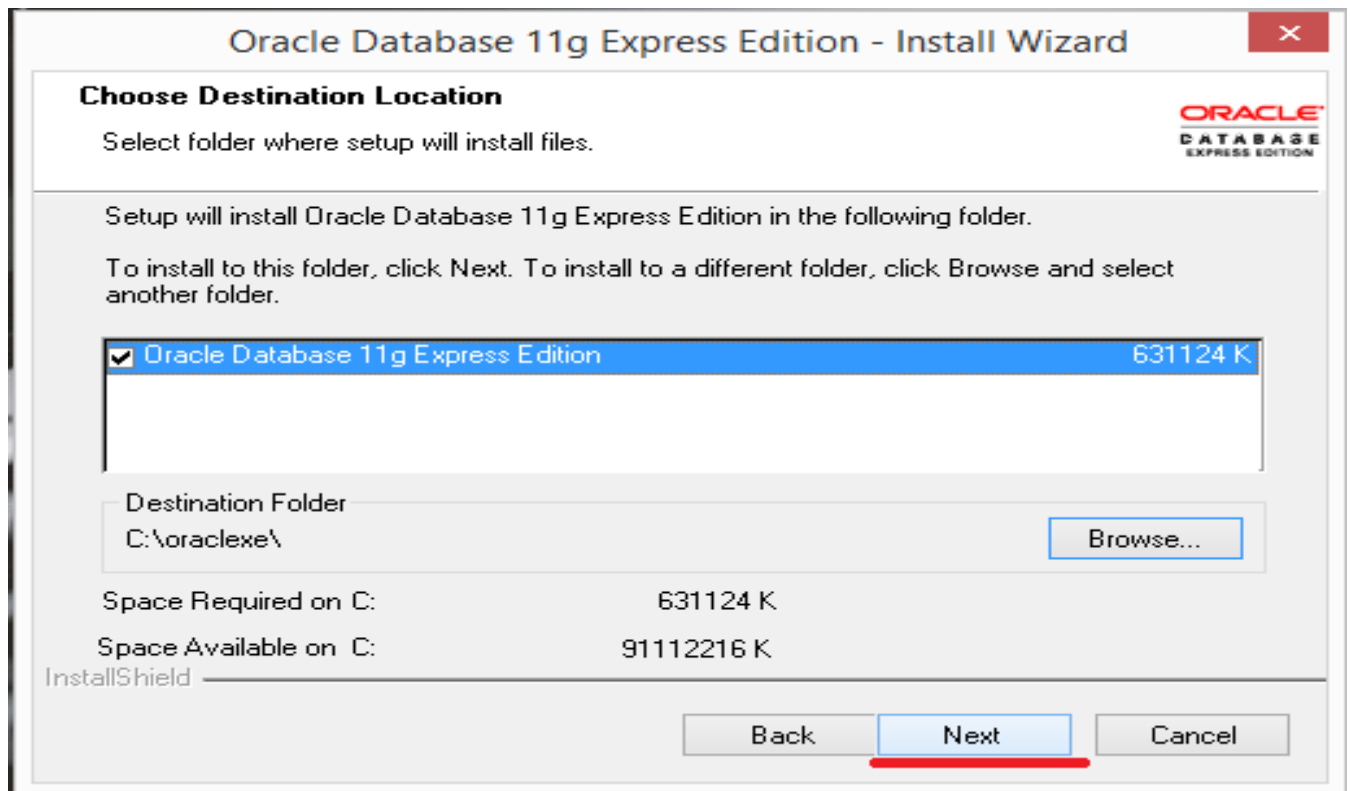 Oracle Database 11g Express Edition - Install Wizard
Choose Destination Location
Select folder where setup will install files.
ORACLE
DATABASE
EXPRESS EDITION
Setup will install Oracle Database 11g Express Edition in the following folder.
To install to this folder, click Next. To install to a different folder, click Browse and select
another folder.
Oracle Database 11g Express Edition 631124 K
Destination Folder
C:\oraclexe\ Browse...
Space Required on C: 631124 K
Space Available on C: 91112216 K
InstallShield
Back Next Cancel